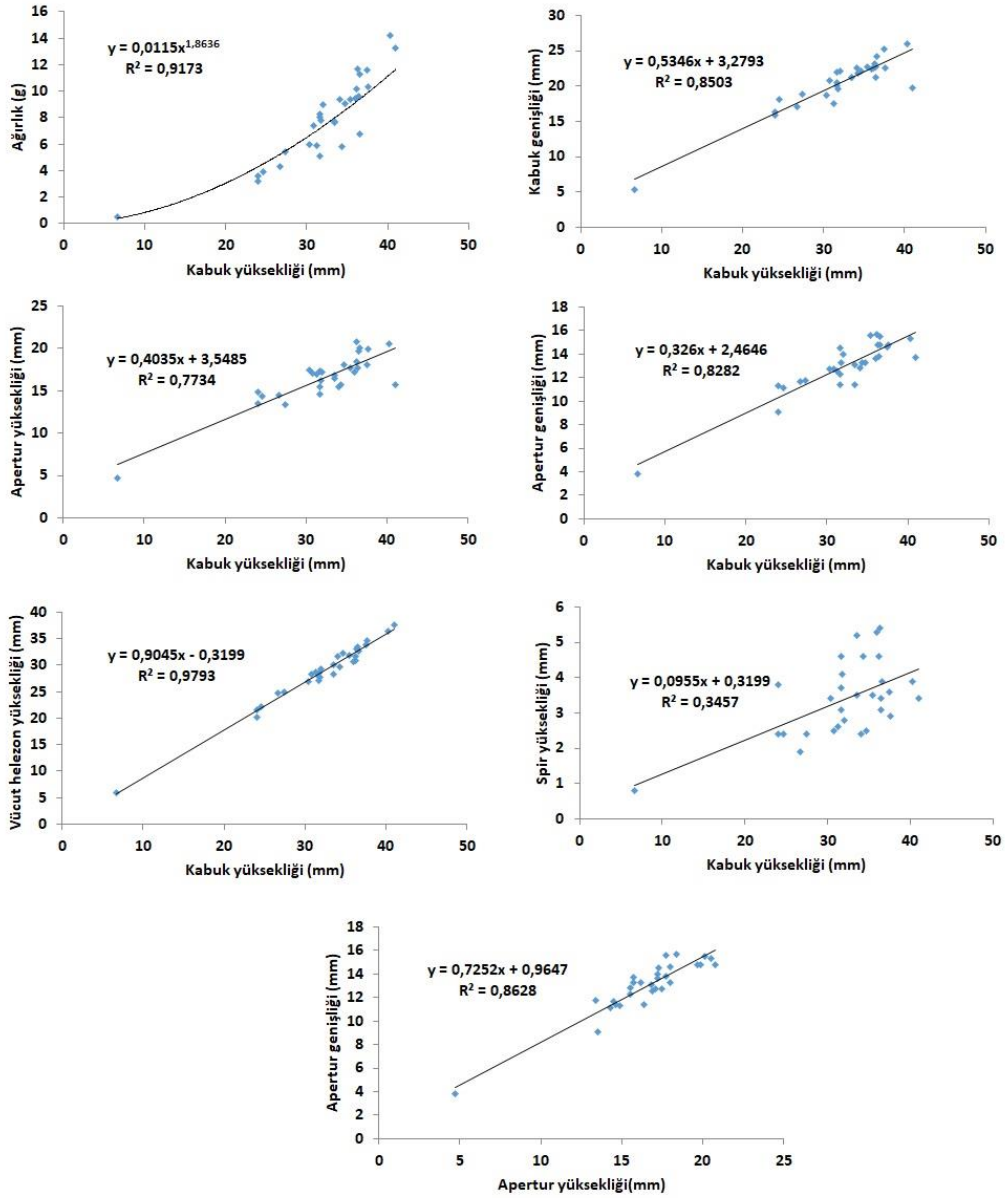 y = 0,0115x1,8636
R2 = 0,9173
Ağırlık (g)
16
14
12
10
8
6
4
2
0
0 10 20 30 40 50
Kabuk yüksekliği (mm)
y = 0,5346x + 3,2793
R2 = 0,8503
Kabuk genişliği (mm)
30
25
20
15
10
5
0
0 10 20 30 40 50
Kabuk yüksekliği (mm)
y = 0,4035x + 3,5485
R2 = 0,7734
Apertur yüksekliği (mm)
25
20
15
10
5
0
0 10 20 30 40 50
Kabuk yüksekliği (mm)
y = 0,326x + 2,4646
R2 = 0,8282
Apertur genişliği (mm)
18
16
14
12
10
8
6
4
2
0
0 10 20 30 40 50
Kabuk yüksekliği (mm)
y = 0,9045x - 0,3199
R2 = 0,9793
Vücut helezon yüksekliği (mm)
40
35
30
25
20
15
10
5
0
0 10 20 30 40 50
Kabuk yüksekliği (mm)
y = 0,0955x + 0,3199
R2 = 0,3457
Spir yüksekliği (mm)
6
5
4
3
2
1
0
0 10 20 30 40 50
Kabuk yüksekliği (mm)
y = 0,7252x + 0,9647
R2 = 0,8628
Apertur genişliği (mm)
18
16
14
12
10
8
6
4
2
0
0 5 10 15 20 25
Apertur yüksekliği(mm)